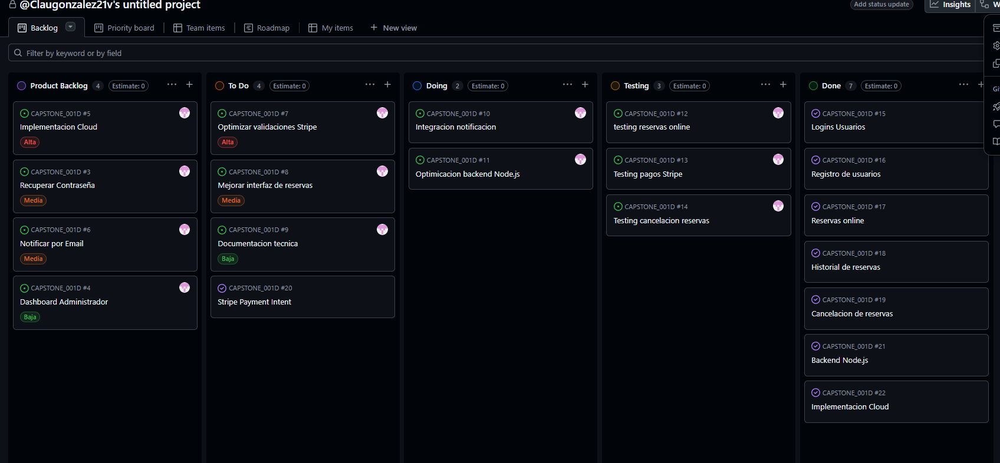 @Claugonzalez21v's untitled project
Add status update
Insights
W
Backlog
Priority board
Team items
Roadmap
My items
New view
Filter by keyword or by field
Product Backlog 4 Estimate: 0
CAPSTONE_001D #5
Implementacion Cloud
Alta
CAPSTONE_001D #3
Recuperar Contraseña
Media
CAPSTONE_001D #6
Notificar por Email
Media
CAPSTONE_001D #4
Dashboard Administrador
Baja
To Do 4 Estimate: 0
CAPSTONE_001D #7
Optimizar validaciones Stripe
Alta
CAPSTONE_001D #8
Mejorar interfaz de reservas
Media
CAPSTONE_001D #9
Documentacion tecnica
Baja
CAPSTONE_001D #20
Stripe Payment Intent
Doing 2 Estimate: 0
CAPSTONE_001D #10
Integracion notificacion
CAPSTONE_001D #11
Optimicacion backend Node.js
Testing 3 Estimate: 0
CAPSTONE_001D #12
testing reservas online
CAPSTONE_001D #13
Testing pagos Stripe
CAPSTONE_001D #14
Testing cancelacion reservas
Done 7 Estimate: 0
CAPSTONE_001D #15
Logins Usuarios
CAPSTONE_001D #16
Registro de usuarios
CAPSTONE_001D #17
Reservas online
CAPSTONE_001D #18
Historial de reservas
CAPSTONE_001D #19
Cancelacion de reservas
CAPSTONE_001D #21
Backend Node.js
CAPSTONE_001D #22
Implementacion Cloud